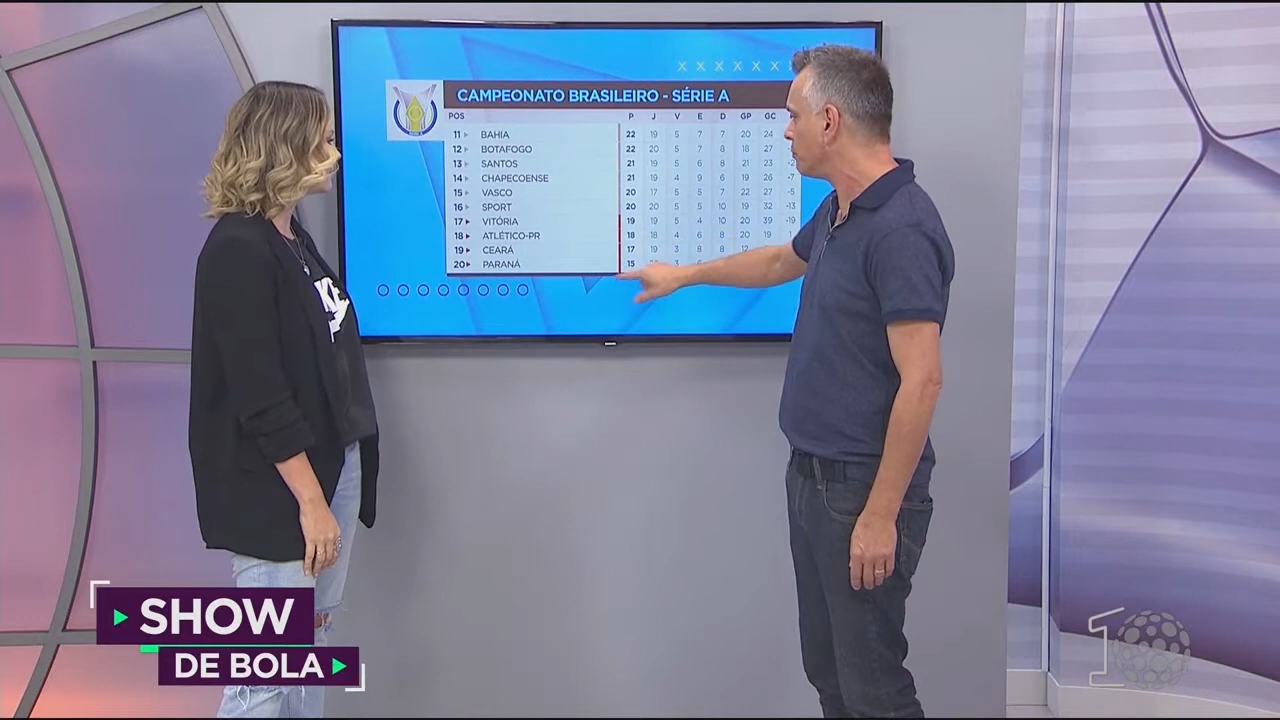 X X X X X X
CAMPEONATO BRASILEIRO - SÉRIE A
POS P J V E D GP GC
11 BAHIA 22 19 5 7 7 20 24
12 BOTAFOGO 22 20 5 7 8 18 27
13 SANTOS 21 19 5 6 8 21 23 -2
14 CHAPECOENSE 21 19 4 9 6 19 26 -7
15 VASCO 20 17 5 5 7 22 27 -5
16 SPORT 20 20 5 5 10 19 32 -13
17 VITÓRIA 19 19 5 4 10 20 39 -19
18 ATLÉTICO-PR 18 18 4 6 8 20 19 1
19 CEARÁ 17 19 3 8 8 12
20 PARANÁ 15 3
SHOW
DE BOLA
10